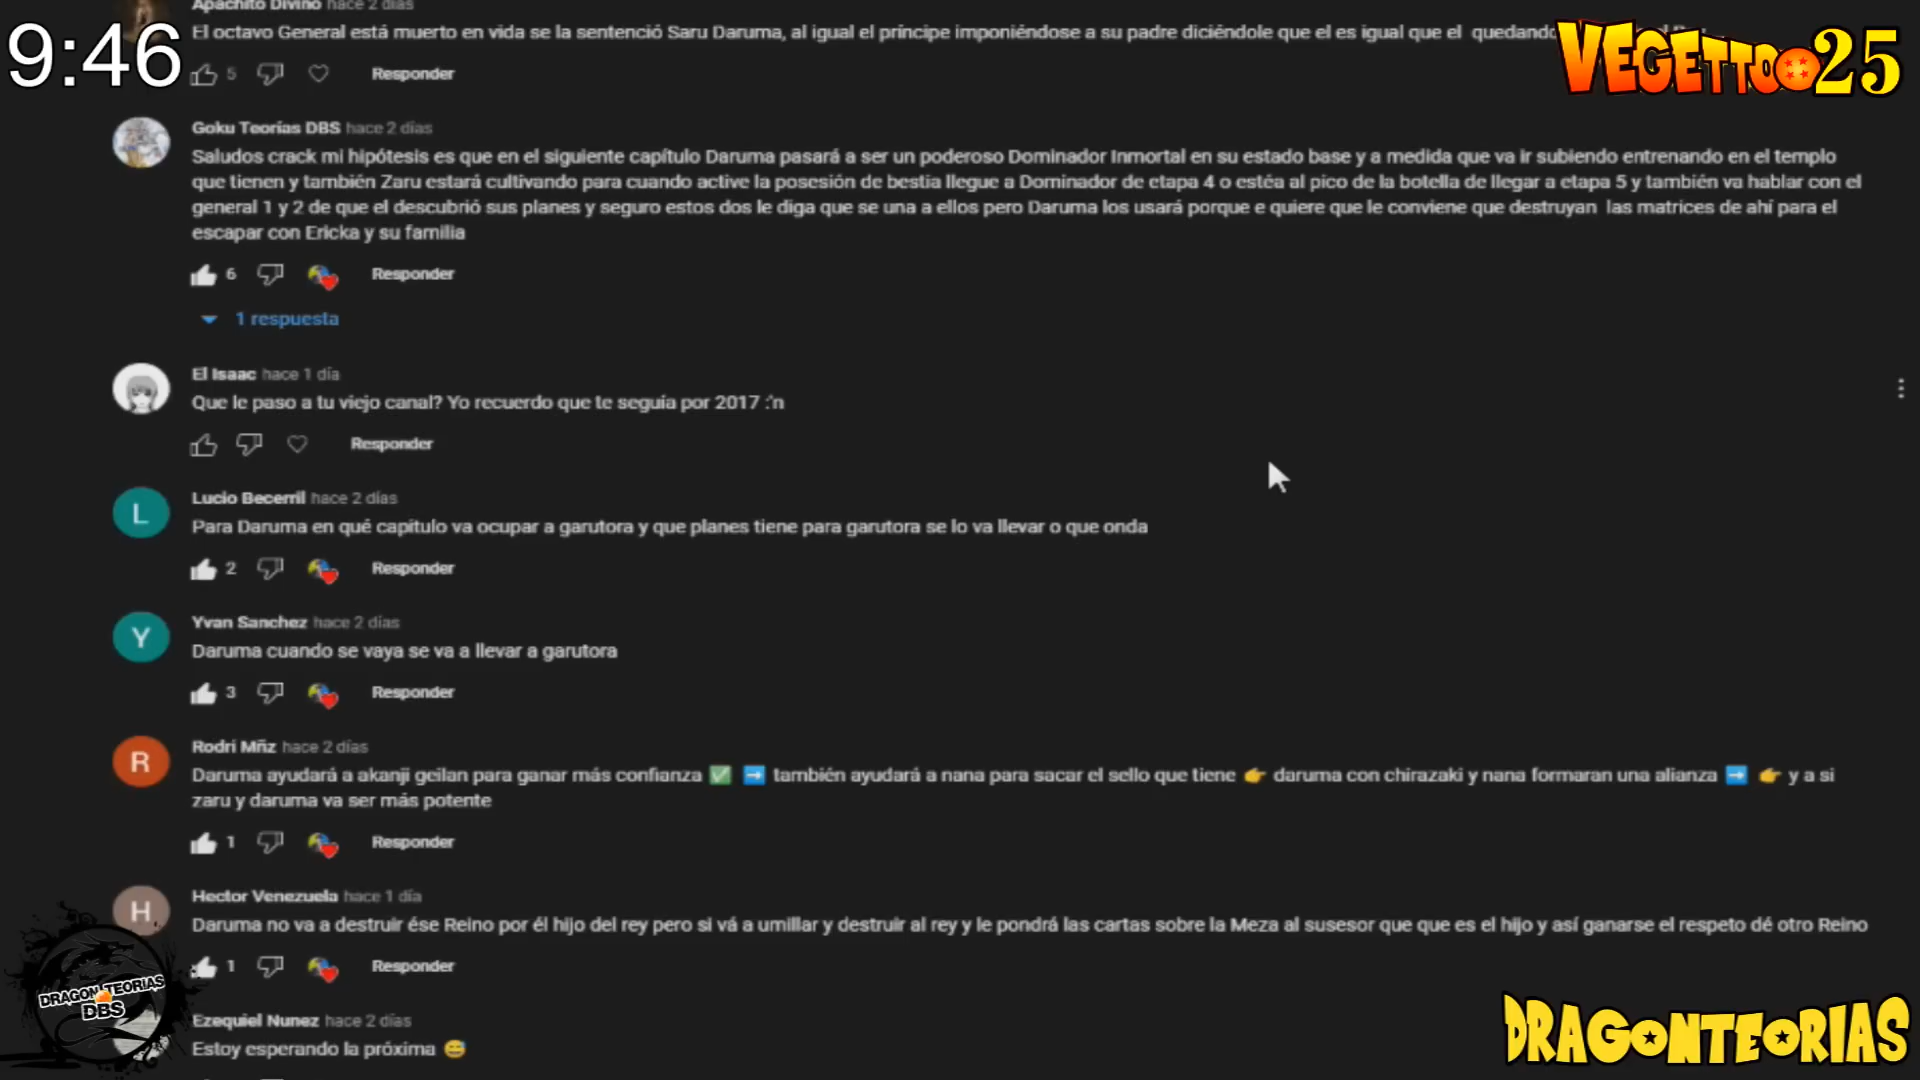 Apachito Divino hace 2 días
El octavo General está muerto en vida se la sentenció Saru Daruma, al igual el príncipe imponiéndose a su padre diciéndole que el es igual que el quedando
9:46
VEGETTO 25
5 Responder
Goku Teorías DBS hace 2 días
Saludos crack mi hipótesis es que en el siguiente capítulo Daruma pasará a ser un poderoso Dominador Inmortal en su estado base y a medida que va ir subiendo entrenando en el templo
que tienen y también Zaru estará cultivando para cuando active la posesión de bestia llegue a Dominador de etapa 4 o estéa al pico de la botella de llegar a etapa 5 y también va hablar con el
general 1 y 2 de que el descubrió sus planes y seguro estos dos le diga que se una a ellos pero Daruma los usará porque e quiere que le conviene que destruyan las matrices de ahí para el
escapar con Ericka y su familia
6 Responder
1 respuesta
El Isaac hace 1 día
Que le paso a tu viejo canal? Yo recuerdo que te seguía por 2017 :'n
Responder
L
Lucio Becerril hace 2 días
Para Daruma en qué capitulo va ocupar a garutora y que planes tiene para garutora se lo va llevar o que onda
2 Responder
Y
Yvan Sanchez hace 2 días
Daruma cuando se vaya se va a llevar a garutora
3 Responder
R
Rodri Mñz hace 2 días
Daruma ayudará a akanji geilan para ganar más confianza ✅ ➡️ también ayudará a nana para sacar el sello que tiene 👉 daruma con chirazaki y nana formaran una alianza ➡️ 👉 y a si
zaru y daruma va ser más potente
1 Responder
H
Hector Venezuela hace 1 día
Daruma no va a destruir ése Reino por él hijo del rey pero si vá a umillar y destruir al rey y le pondrá las cartas sobre la Meza al susesor que que es el hijo y así ganarse el respeto dé otro Reino
1 Responder
DRAGON TEORIAS
DBS
Ezequiel Nunez hace 2 días
Estoy esperando la próxima 😅
DRAGONTEORIAS